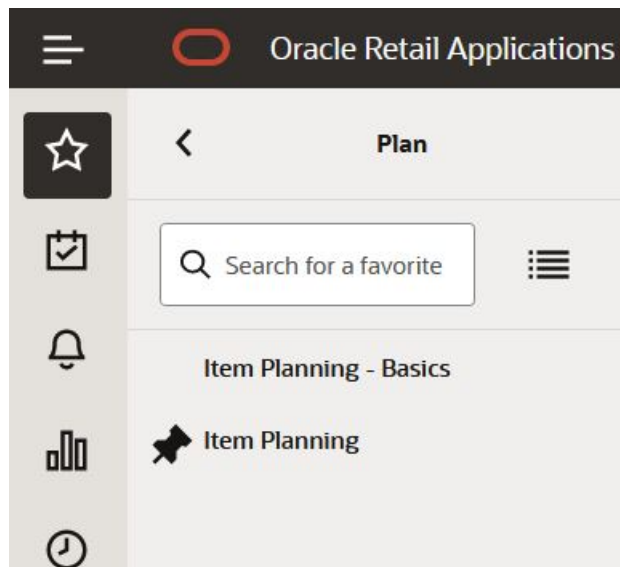 Oracle Retail Applications
Plan
Search for a favorite
Item Planning - Basics
Item Planning